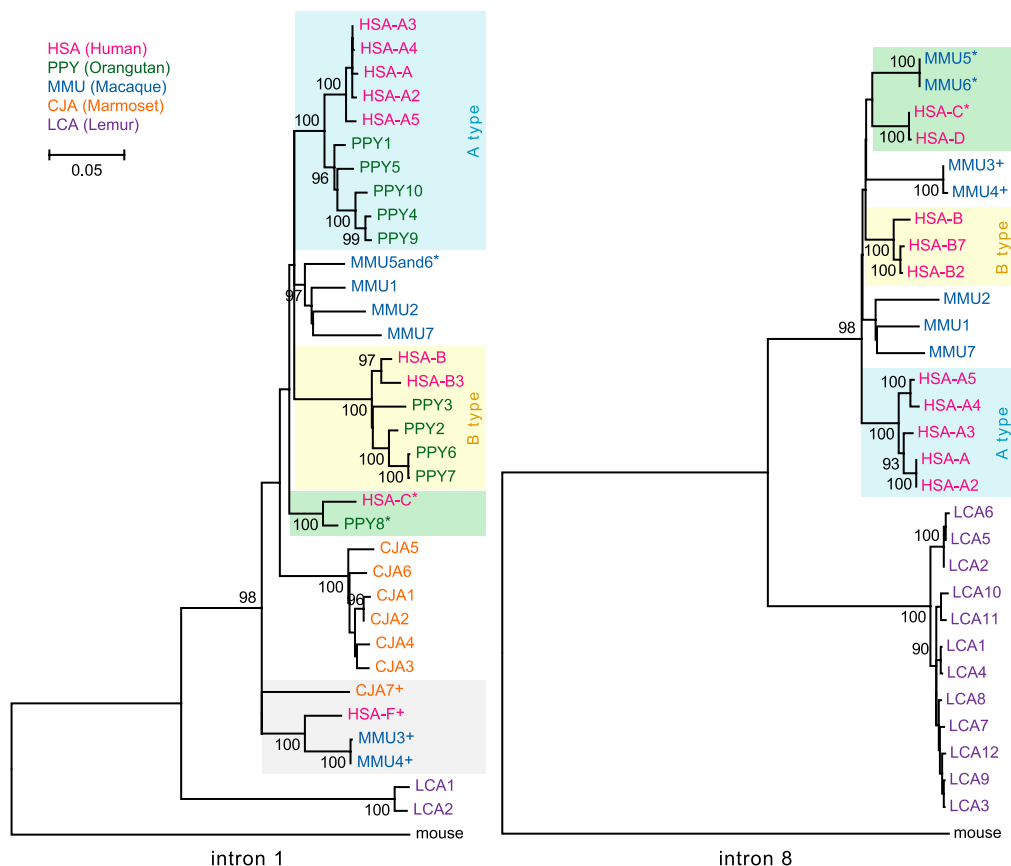 HSA (Human)
PPY (Orangutan)
MMU (Macaque)
CJA (Marmoset)
LCA (Lemur)
0.05
HSA-A3
HSA-A4
100
HSA-A
HSA-A2
100
HSA-A5
PPY1
96
PPY5
PPY10
100
PPY4
99
PPY9
A type
MMU5and6*
97
MMU1
MMU2
MMU7
97
HSA-B
HSA-B3
100
PPY3
PPY2
100
PPY6
100
PPY7
B type
HSA-C*
100
PPY8*
CJA5
100
CJA6
96
CJA1
98
CJA2
CJA4
CJA3
CJA7+
HSA-F+
100
MMU3+
100
MMU4+
LCA1
100
LCA2
mouse
intron 1
100
MMU5*
MMU6*
HSA-C*
100
HSA-D
MMU3+
100
MMU4+
HSA-B
100
HSA-B7
100
HSA-B2
B type
MMU2
98
MMU1
MMU7
100
HSA-A5
HSA-A4
100
HSA-A3
93
HSA-A
100
HSA-A2
A type
LCA6
100
LCA5
LCA2
LCA10
100
LCA11
90
LCA1
LCA4
LCA8
LCA7
LCA12
LCA9
LCA3
mouse
intron 8